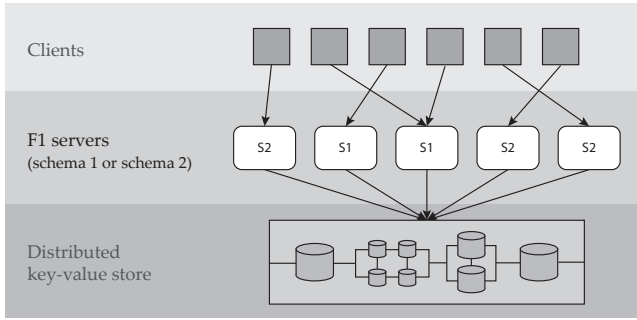 Clients
F1 servers
(schema 1 or schema 2)
S2
S1
S1
S2
S2
Distributed
key-value store